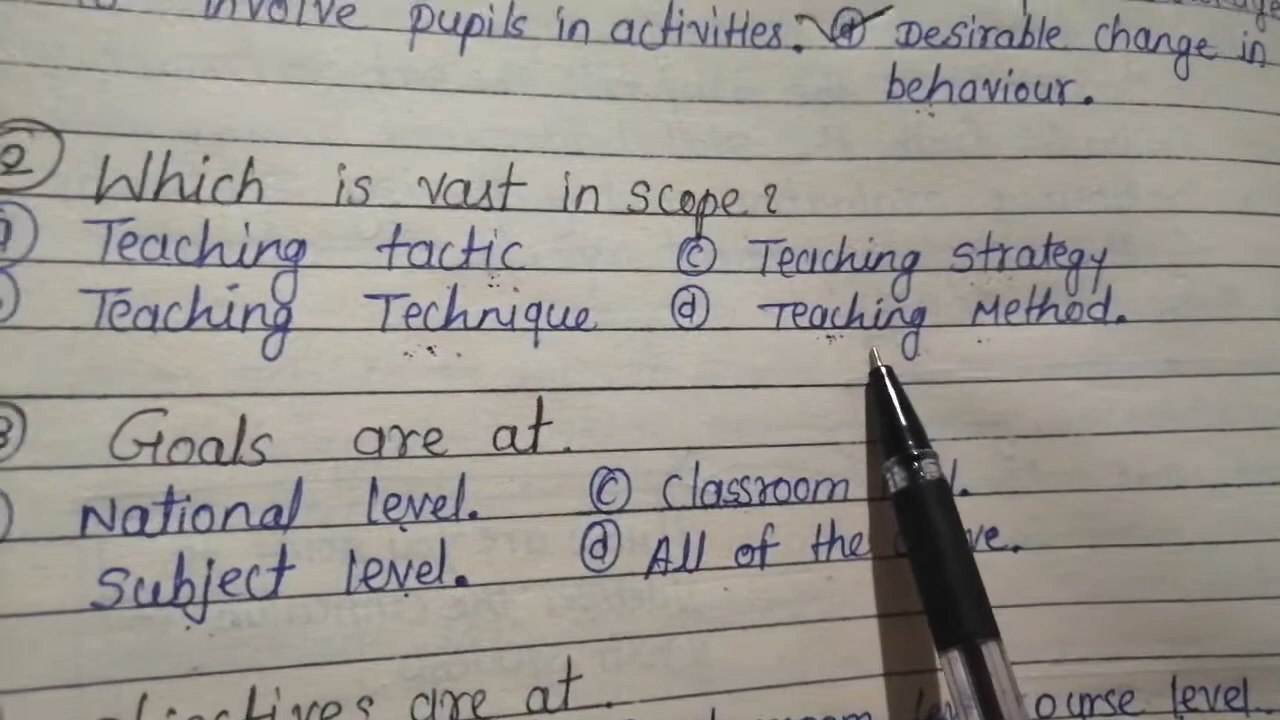 involve pupils in activities. (d) Desirable change in
behaviour.
2 Which is vast in scope?
Teaching tactic (c) Teaching strategy
Teaching Technique (d) Teaching Method.
3 Goals are at.
National level. (c) Classroom
Subject level. (d) All of the
are at.
level.